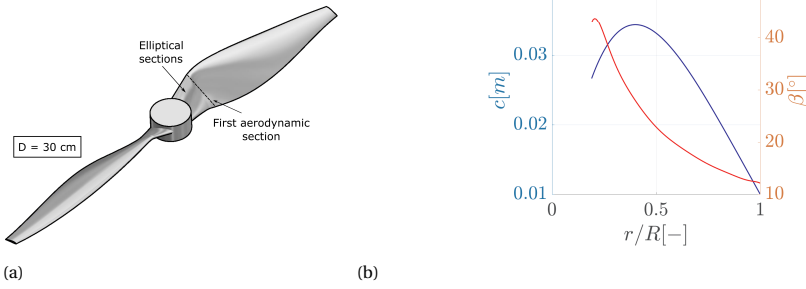 Elliptical
sections
First aerodynamic
section
D = 30 cm
(a)
c[m]
0.03
0.02
0.01
40
30
20
10
β[°]
0
0.5
1
r/R[−]
(b)